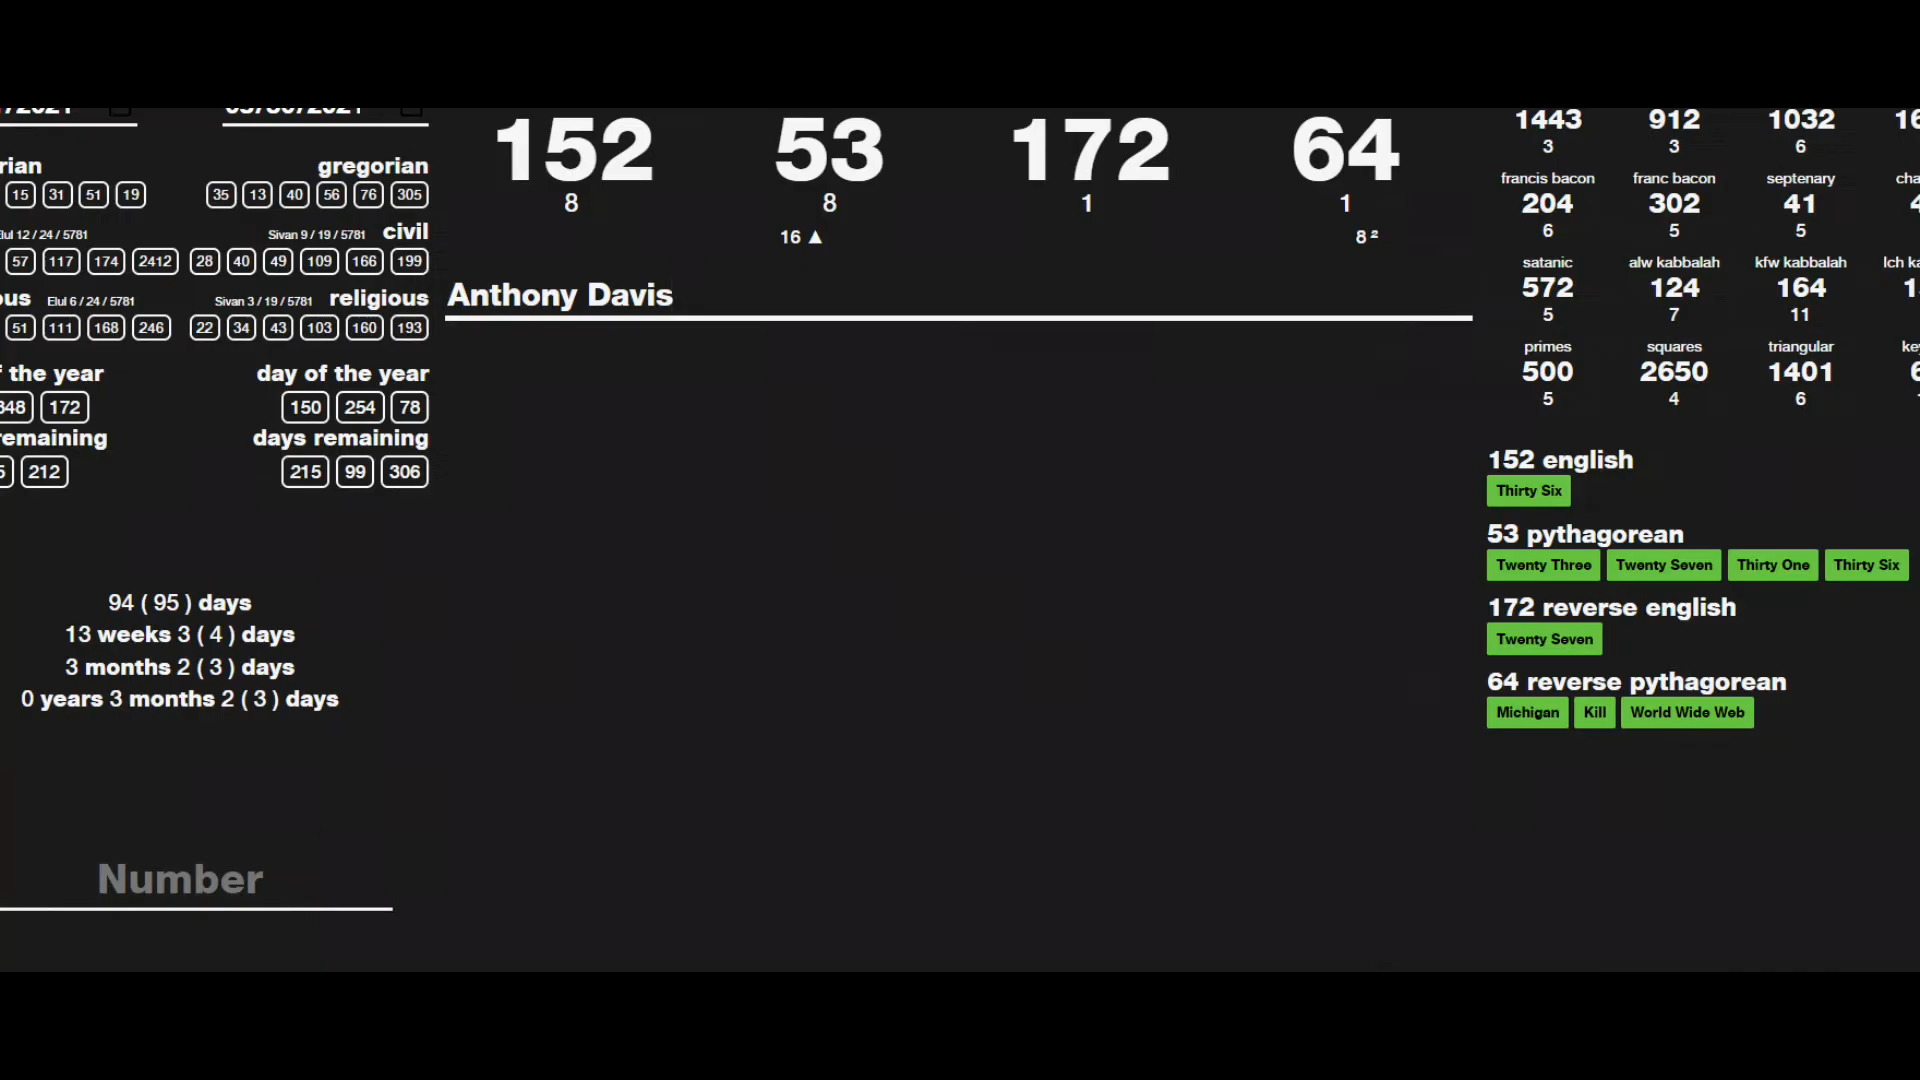 152 53 172 64
8 8 1 1
16 ▲ 8 ²
Anthony Davis
gregorian
15 31 51 19
35 13 40 56 76 305
12 / 24 / 5781
Sivan 9 / 19 / 5781 civil
57 117 174 2412
28 40 49 109 166 199
Elul 6 / 24 / 5781
Sivan 3 / 19 / 5781 religious
51 111 168 246
22 34 43 103 160 193
the year
day of the year
172
150 254 78
days remaining
212
215 99 306
94 ( 95 ) days
13 weeks 3 ( 4 ) days
3 months 2 ( 3 ) days
0 years 3 months 2 ( 3 ) days
Number
1443 912 1032
3 3 6
francis bacon franc bacon septenary
204 302 41
6 5 5
satanic alw kabbalah kfw kabbalah
572 124 164
5 7 11
primes squares triangular
500 2650 1401
5 4 6
152 english
Thirty Six
53 pythagorean
Twenty Three Twenty Seven Thirty One Thirty Six
172 reverse english
Twenty Seven
64 reverse pythagorean
Michigan Kill World Wide Web